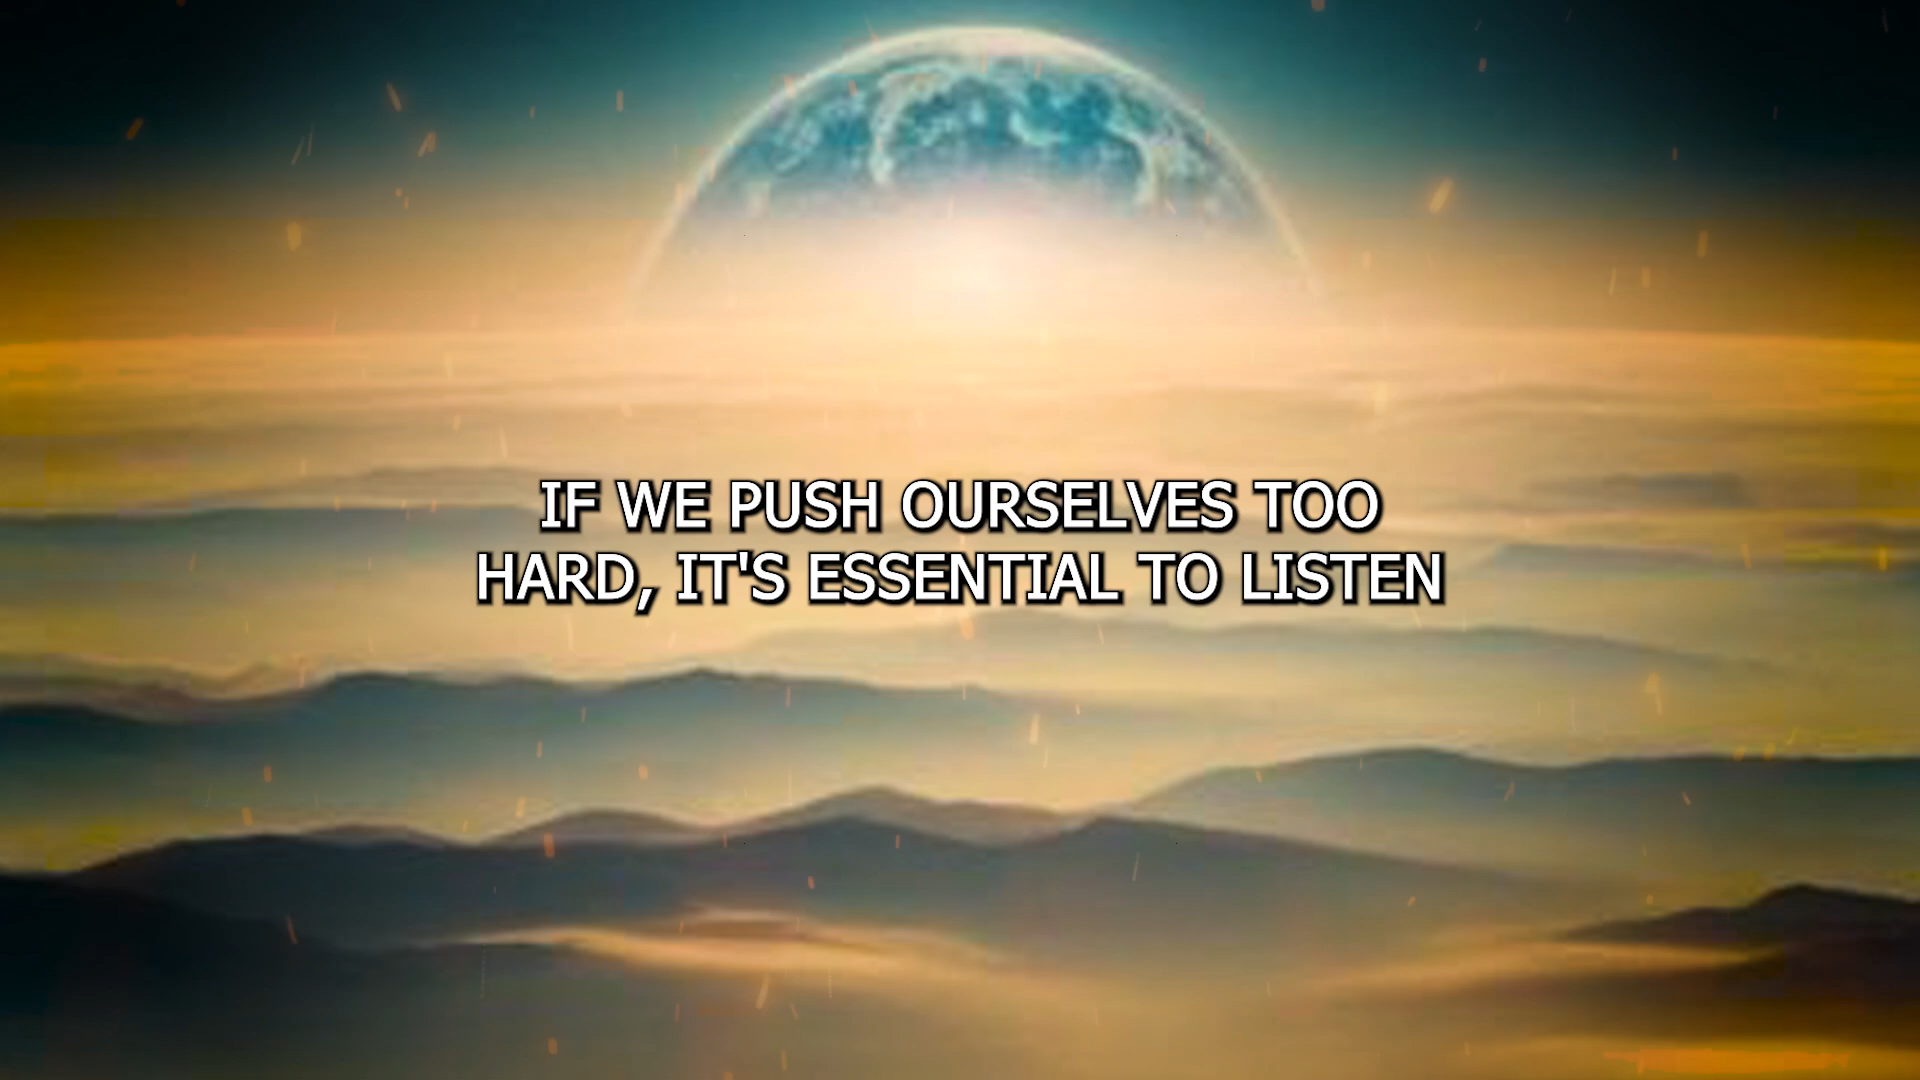 IF WE PUSH OURSELVES TOO
HARD, IT'S ESSENTIAL TO LISTEN